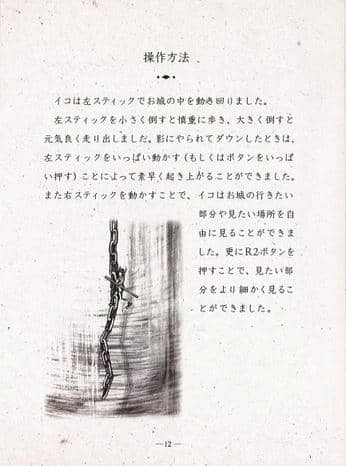 操作方法
イコは左スティックでお城の中を動き回りました。
左スティックを小さく倒すと慎重に歩き、大きく倒すと
元気良く走り出しました。影にやられてダウンしたときは、
左スティックをいっぱい動かす(もしくはボタンをいっぱ
い押す)ことによって素早く起き上がることができました。
また右スティックを動かすことで、イコはお城の行きたい
部分や見たい場所を自
由に見ることができま
した。更にR2ボタンを
押すことで、見たい部
分をより細かく見るこ
とができました。
—12—